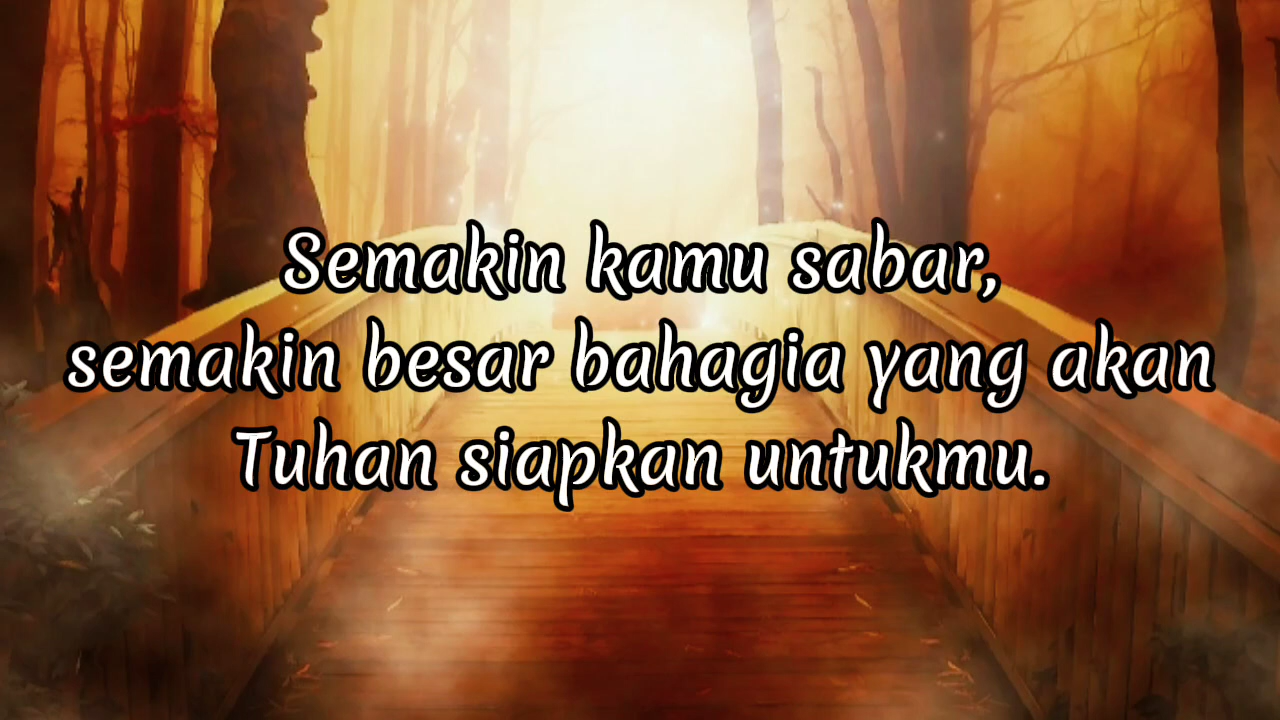 Semakin kamu sabar,
semakin besar bahagia yang akan
Tuhan siapkan untukmu.